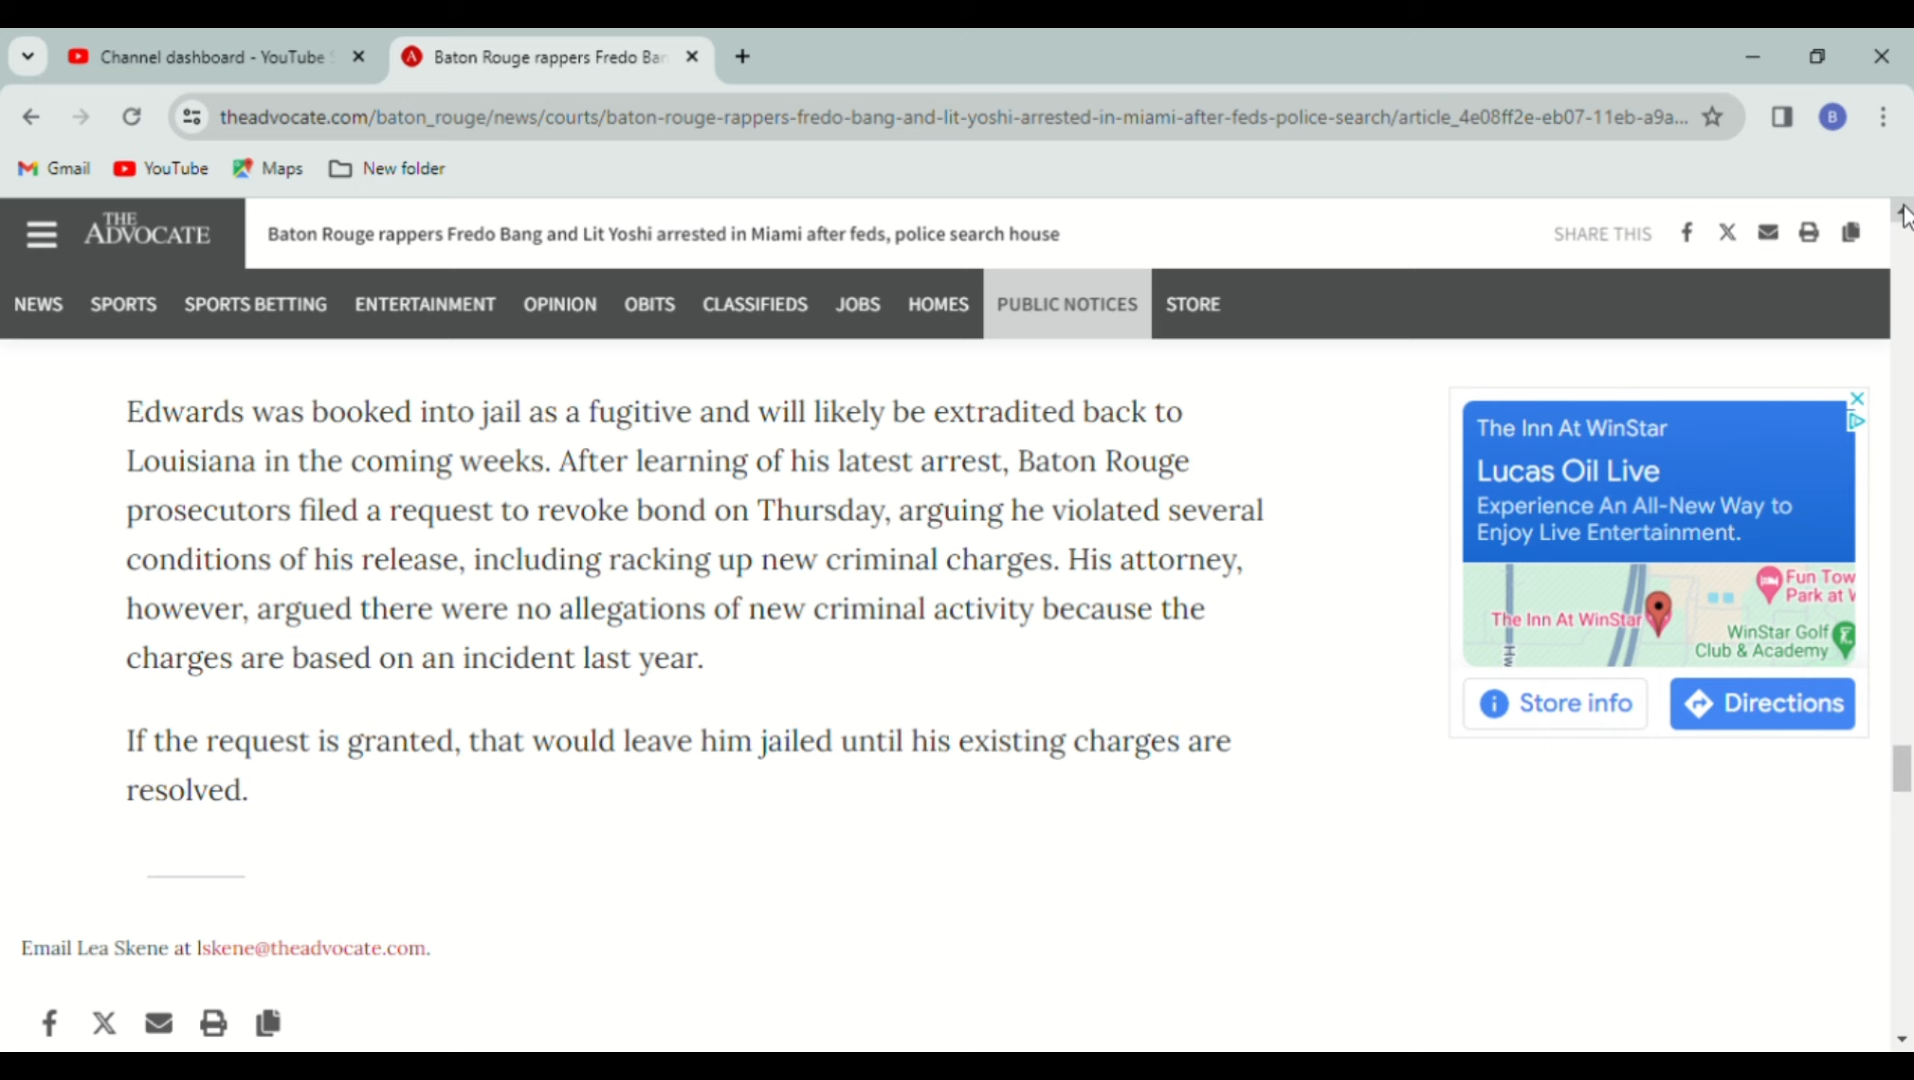 Channel dashboard - YouTube S
Baton Rouge rappers Fredo Ban
theadvocate.com/baton_rouge/news/courts/baton-rouge-rappers-fredo-bang-and-lit-yoshi-arrested-in-miami-after-feds-police-search/article_4e08ff2e-eb07-11eb-a9a...
B
Gmail
YouTube
Maps
New folder
THE
ADVOCATE
Baton Rouge rappers Fredo Bang and Lit Yoshi arrested in Miami after feds, police search house
SHARE THIS
NEWS SPORTS SPORTS BETTING ENTERTAINMENT OPINION OBITS CLASSIFIEDS JOBS HOMES PUBLIC NOTICES STORE
Edwards was booked into jail as a fugitive and will likely be extradited back to
Louisiana in the coming weeks. After learning of his latest arrest, Baton Rouge
prosecutors filed a request to revoke bond on Thursday, arguing he violated several
conditions of his release, including racking up new criminal charges. His attorney,
however, argued there were no allegations of new criminal activity because the
charges are based on an incident last year.
If the request is granted, that would leave him jailed until his existing charges are
resolved.
Email Lea Skene at lskene@theadvocate.com.
The Inn At WinStar
Lucas Oil Live
Experience An All-New Way to
Enjoy Live Entertainment.
Fun Tow
Park at W
The Inn At WinStar
WinStar Golf
Club & Academy
Hw
Store info
Directions